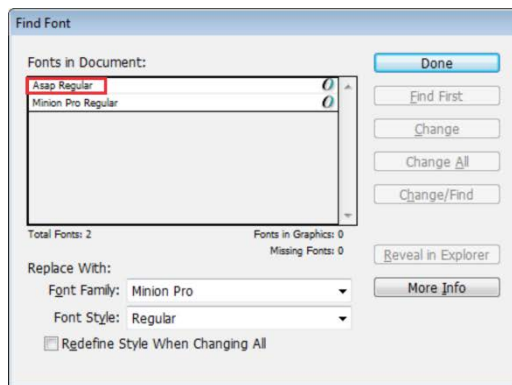 Find Font
Fonts in Document:
Asap Regular
Minion Pro Regular
Total Fonts: 2
Fonts in Graphics: 0
Missing Fonts: 0
Replace With:
Font Family: Minion Pro
Font Style: Regular
Redefine Style When Changing All
Done
Find First
Change
Change All
Change/Find
Reveal in Explorer
More Info